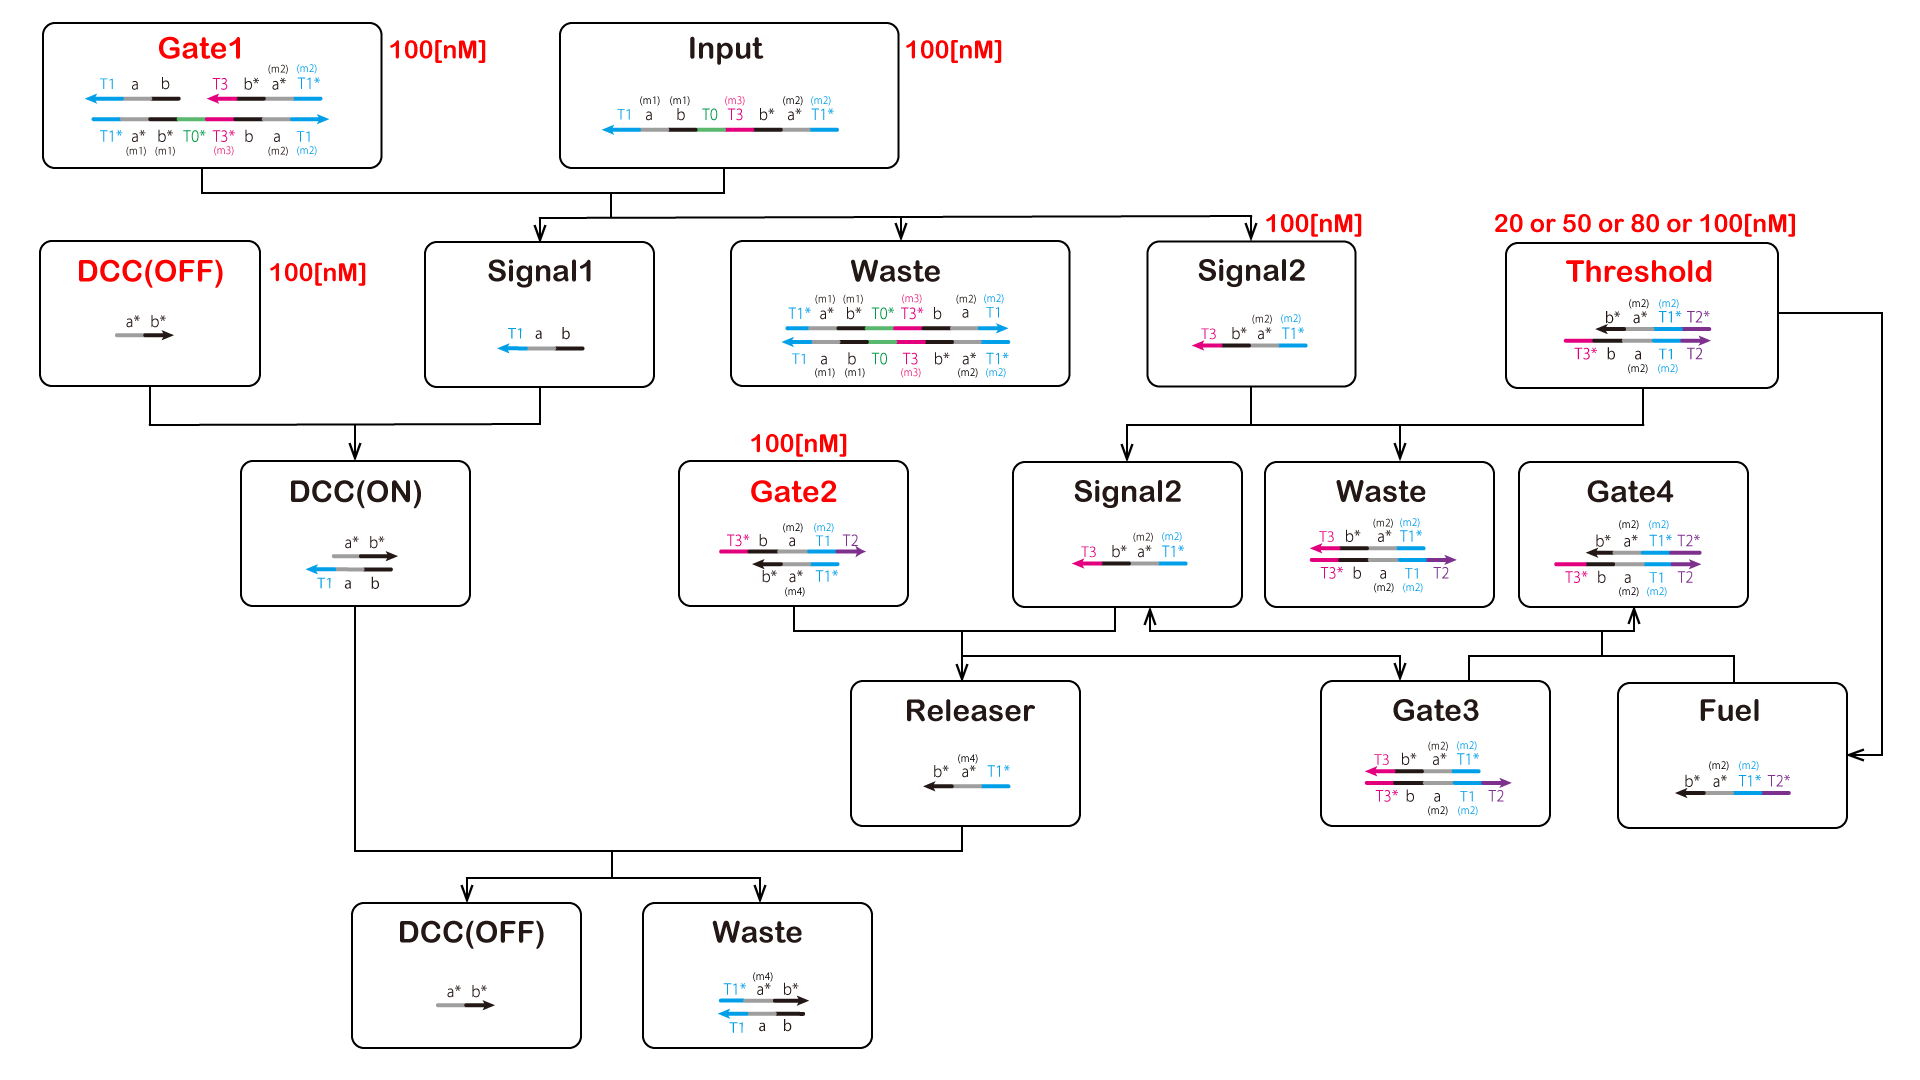 Gate1
100[nM]
(m2) (m2)
T1 a b T3 b* a* T1*
T1* a* b* T0* T3* b a T1
(m1) (m1) (m3) (m2) (m2)
Input
100[nM]
(m1) (m1) (m3) (m2) (m2)
T1 a b T0 T3 b* a* T1*
DCC(OFF)
100[nM]
a* b*
Signal1
T1 a b
Waste
(m1) (m1) (m3) (m2) (m2)
T1* a* b* T0* T3* b a T1
T1 a b T0 T3 b* a* T1*
(m1) (m1) (m3) (m2) (m2)
100[nM]
Signal2
(m2) (m2)
T3 b* a* T1*
20 or 50 or 80 or 100[nM]
Threshold
(m2) (m2)
b* a* T1* T2*
T3* b a T1 T2
(m2) (m2)
DCC(ON)
a* b*
T1 a b
100[nM]
Gate2
(m2) (m2)
T3* b a T1 T2
b* a* T1*
(m4)
Signal2
(m2) (m2)
T3 b* a* T1*
Waste
(m2) (m2)
T3 b* a* T1*
T3* b a T1 T2
(m2) (m2)
Gate4
(m2) (m2)
b* a* T1* T2*
T3* b a T1 T2
(m2) (m2)
Releaser
(m4)
b* a* T1*
Gate3
(m2) (m2)
T3 b* a* T1*
T3* b a T1 T2
(m2) (m2)
Fuel
(m2) (m2)
b* a* T1* T2*
DCC(OFF)
a* b*
Waste
(m4)
T1* a* b*
T1 a b